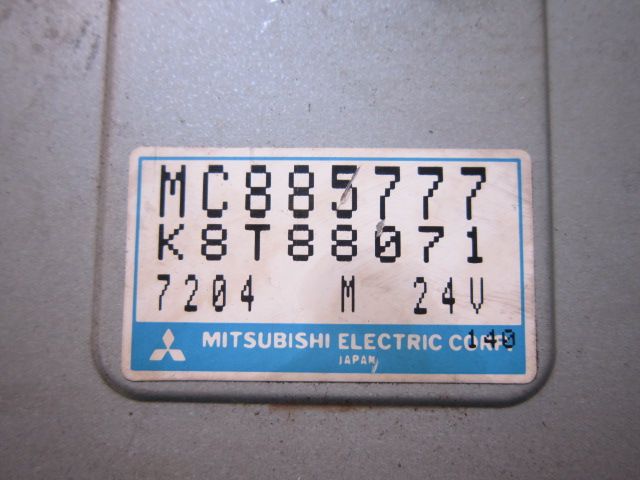 MC885777
K8T88071
7204 M 24V
MITSUBISHI ELECTRIC CORP.
140
JAPAN